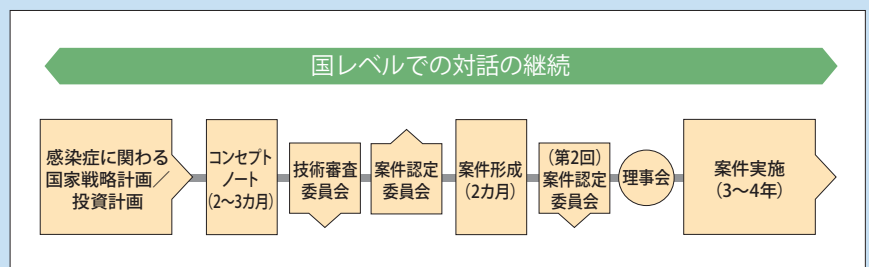 国レベルでの対話の継続
感染症に関わる
国家戦略計画／
投資計画
コンセプト
ノート
(2～3カ月)
技術審査
委員会
案件認定
委員会
案件形成
(2カ月)
(第2回)
案件認定
委員会
理事会
案件実施
(3～4年)